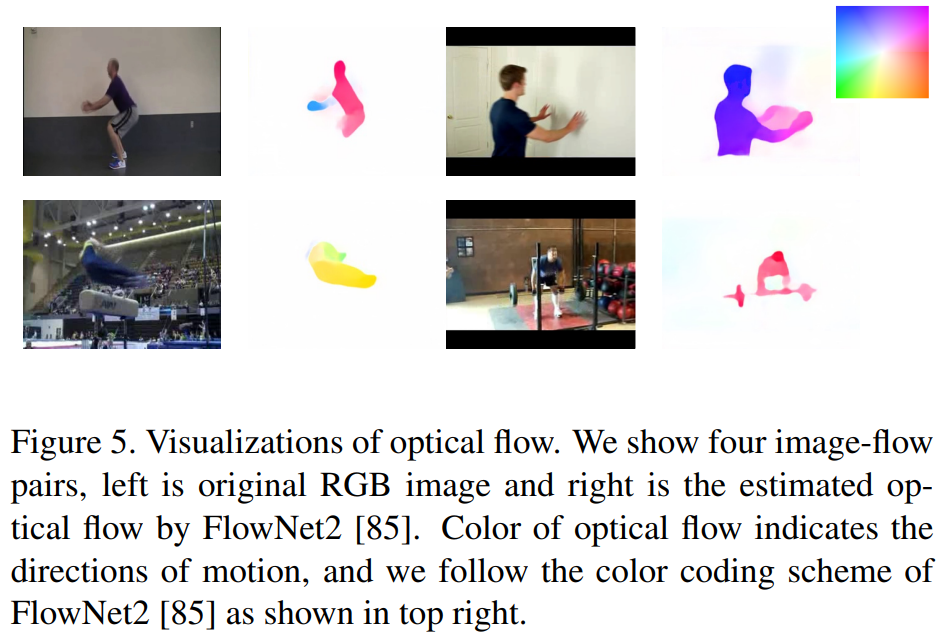 Figure 5. Visualizations of optical flow. We show four image-flow
pairs, left is original RGB image and right is the estimated op-
tical flow by FlowNet2 [85]. Color of optical flow indicates the
directions of motion, and we follow the color coding scheme of
FlowNet2 [85] as shown in top right.